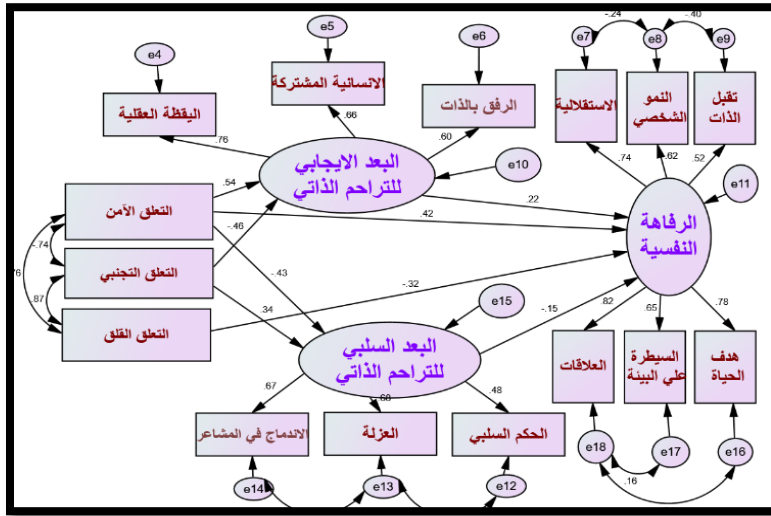 e4
e5
e6
e7
-.24
e8
-.40
e9
اليقظة العقلية
الانسانية المشتركة
الرفق بالذات
الاستقلالية
النمو
الشخصي
تقبل
الذات
.76
.66
.60
.74
.62
.52
البعد الايجابي
للتراحم الذاتي
e10
e11
.54
.22
.42
التعلق الآمن
التعلق التجنبي
التعلق القلق
-.74
-.87
-.46
-.43
.34
-.32
-.15
الرفاهة
النفسية
e15
البعد السلبي
للتراحم الذاتي
.82
.65
.78
العلاقات
السيطرة
علي البيئة
هدف
الحياة
.67
.48
الاندماج في المشاعر
العزلة
الحكم السلبي
e14
e13
e12
e18
e17
e16
.16